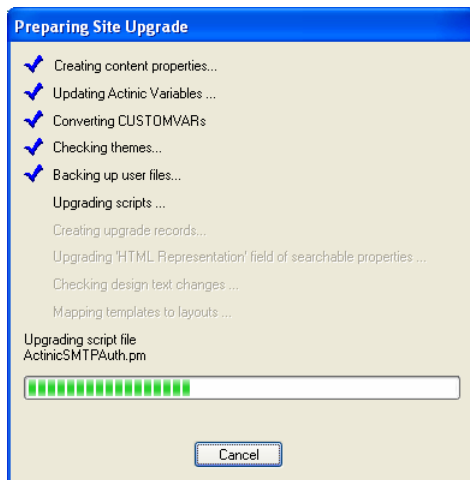 Preparing Site Upgrade
Creating content properties...
Updating Actinic Variables ...
Converting CUSTOMVARs
Checking themes...
Backing up user files...
Upgrading scripts ...
Creating upgrade records...
Upgrading 'HTML Representation' field of searchable properties ...
Checking design text changes ...
Mapping templates to layouts ...
Upgrading script file
ActinicSMTPAuth.pm
Cancel